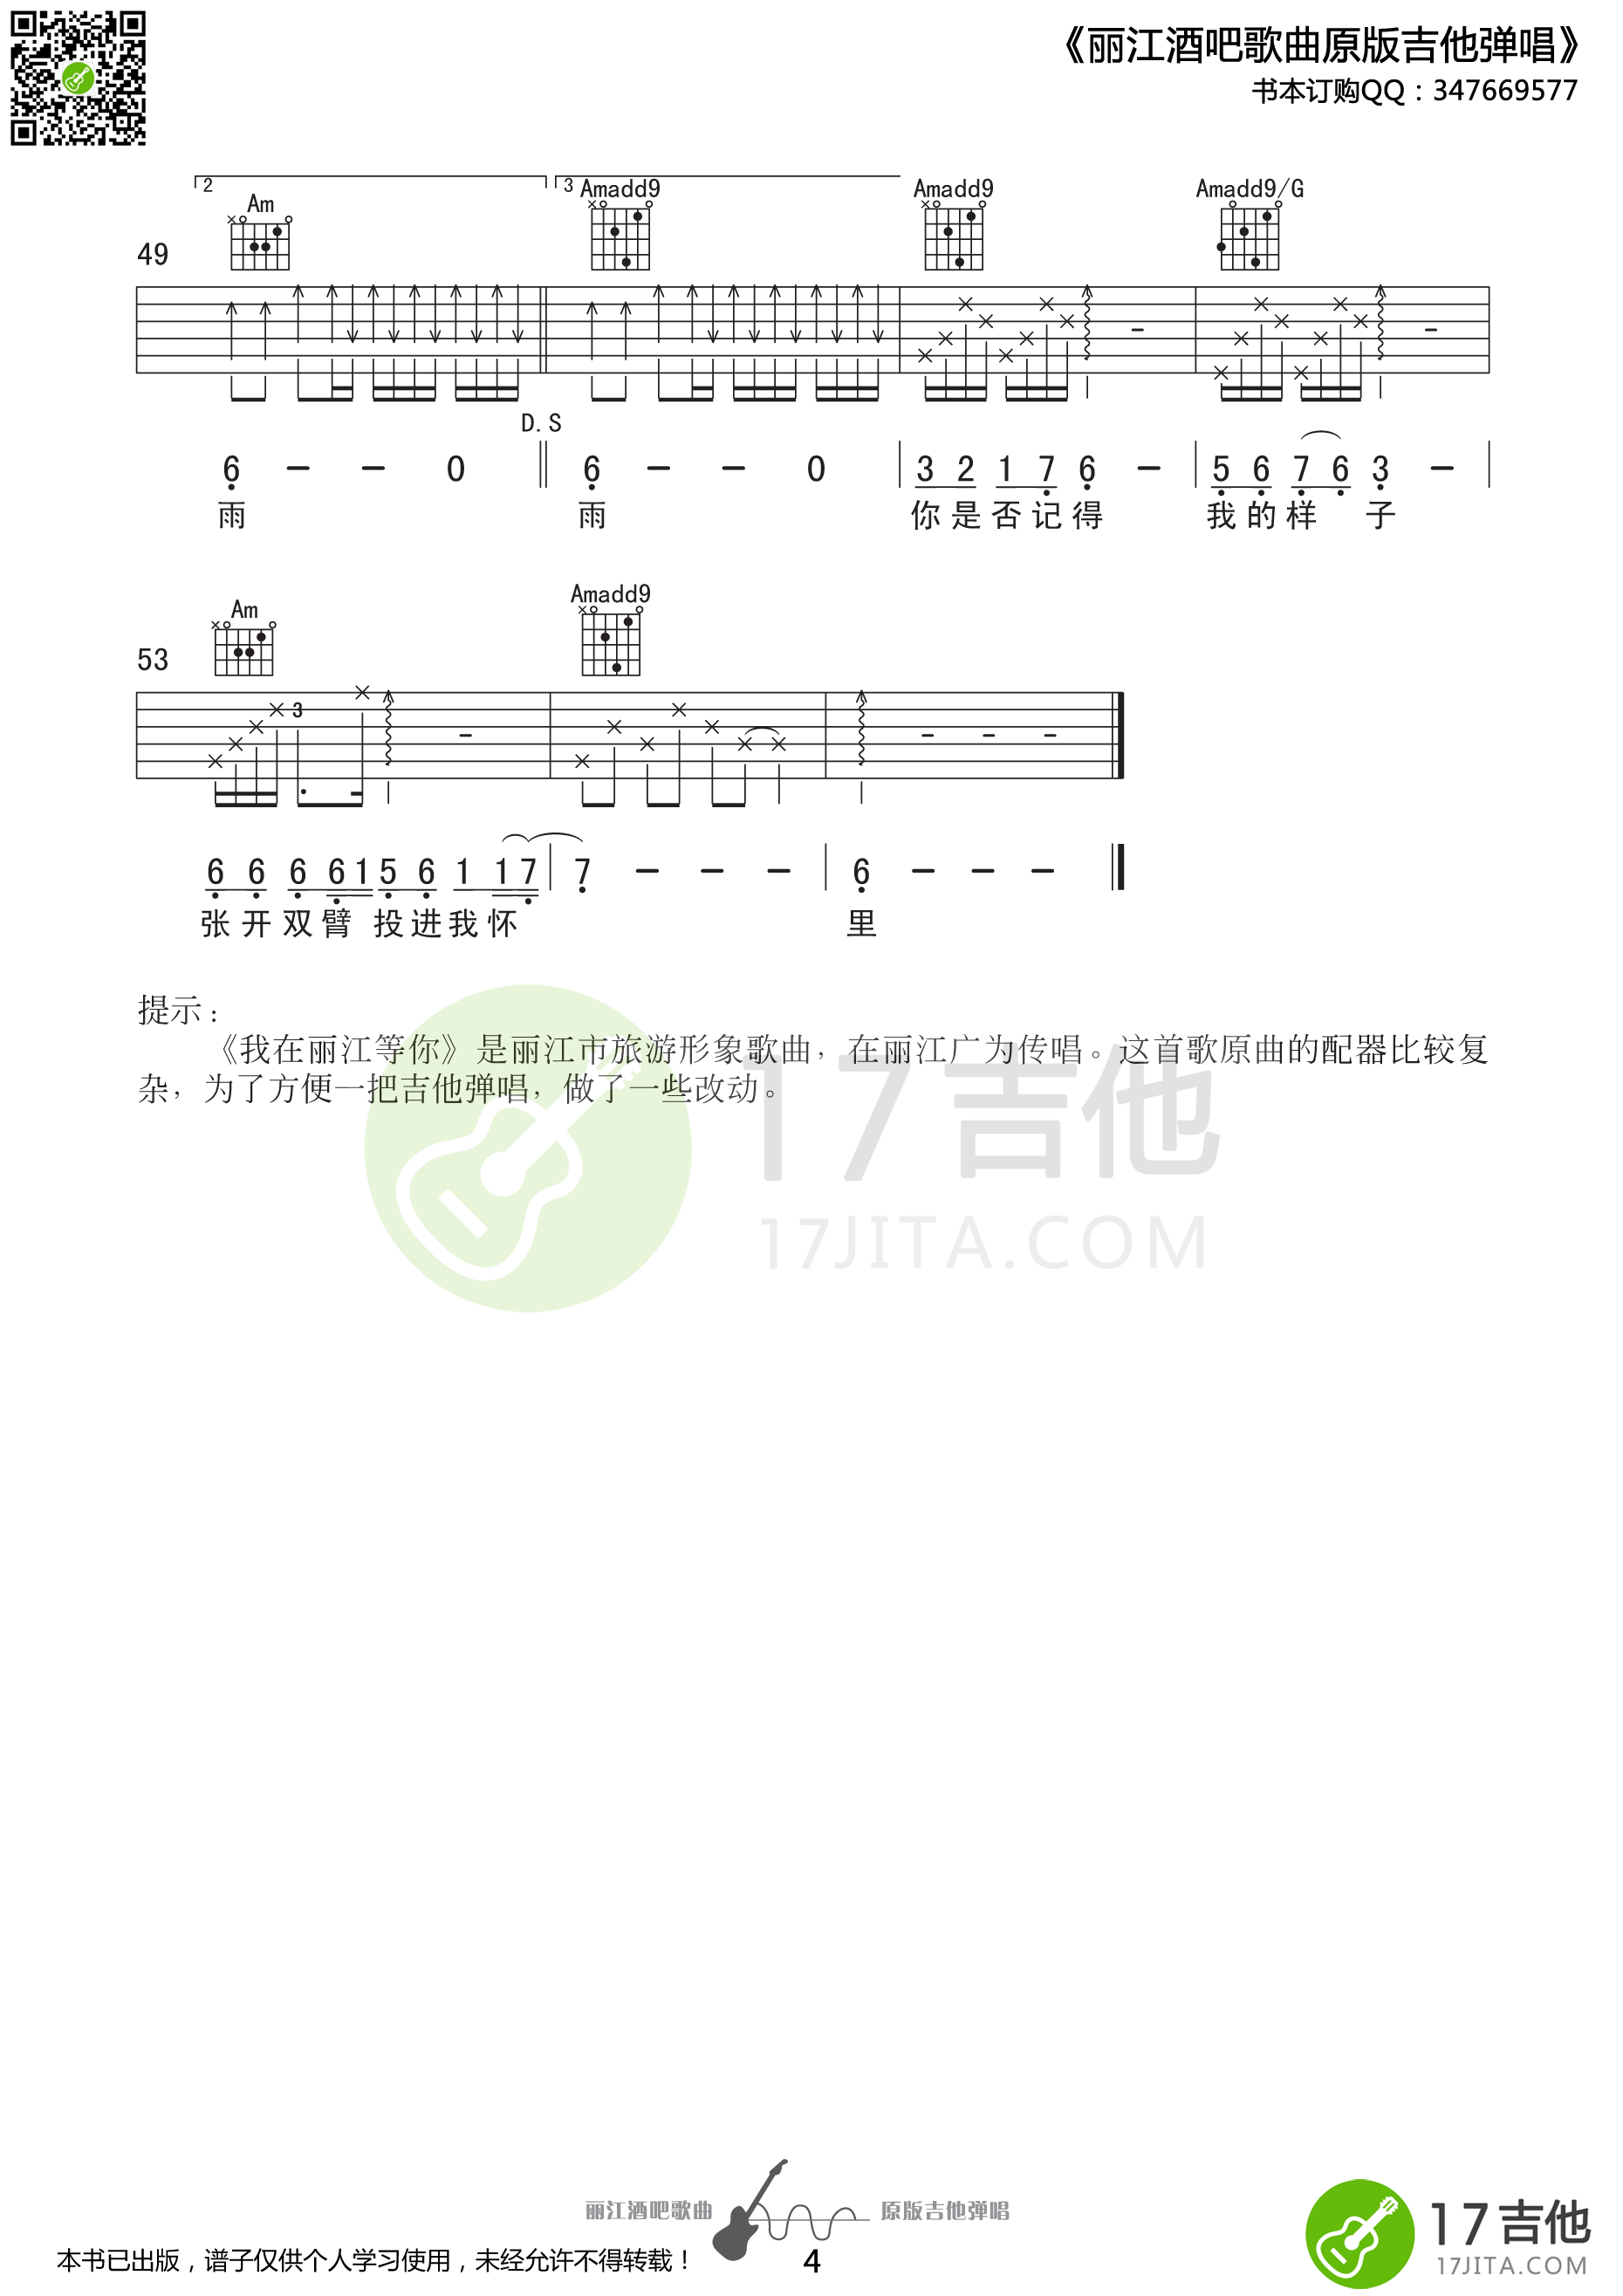 《丽江酒吧歌曲原版吉他弹唱》
书本订购QQ：347669577
2 3
Am Amadd9 Amadd9 Amadd9/G
49
D.S
6 — — 0 6 — — 0 3 2 1 7 6 — 5 6 7 6 3 —
雨 雨 你是否记得 我的样 子
Am Amadd9
53
3
6 6 6 6 1 5 6 1 1 7 7 — — — 6 — — —
张开双臂 投进我怀 里
提示：
《我在丽江等你》是丽江市旅游形象歌曲，在丽江广为传唱。这首歌原曲的配器比较复
杂，为了方便一把吉他弹唱，做了一些改动。
17吉他
17JITA.COM
丽江酒吧歌曲 原版吉他弹唱
本书已出版，谱子仅供个人学习使用，未经允许不得转载！
4
17吉他
17JITA.COM